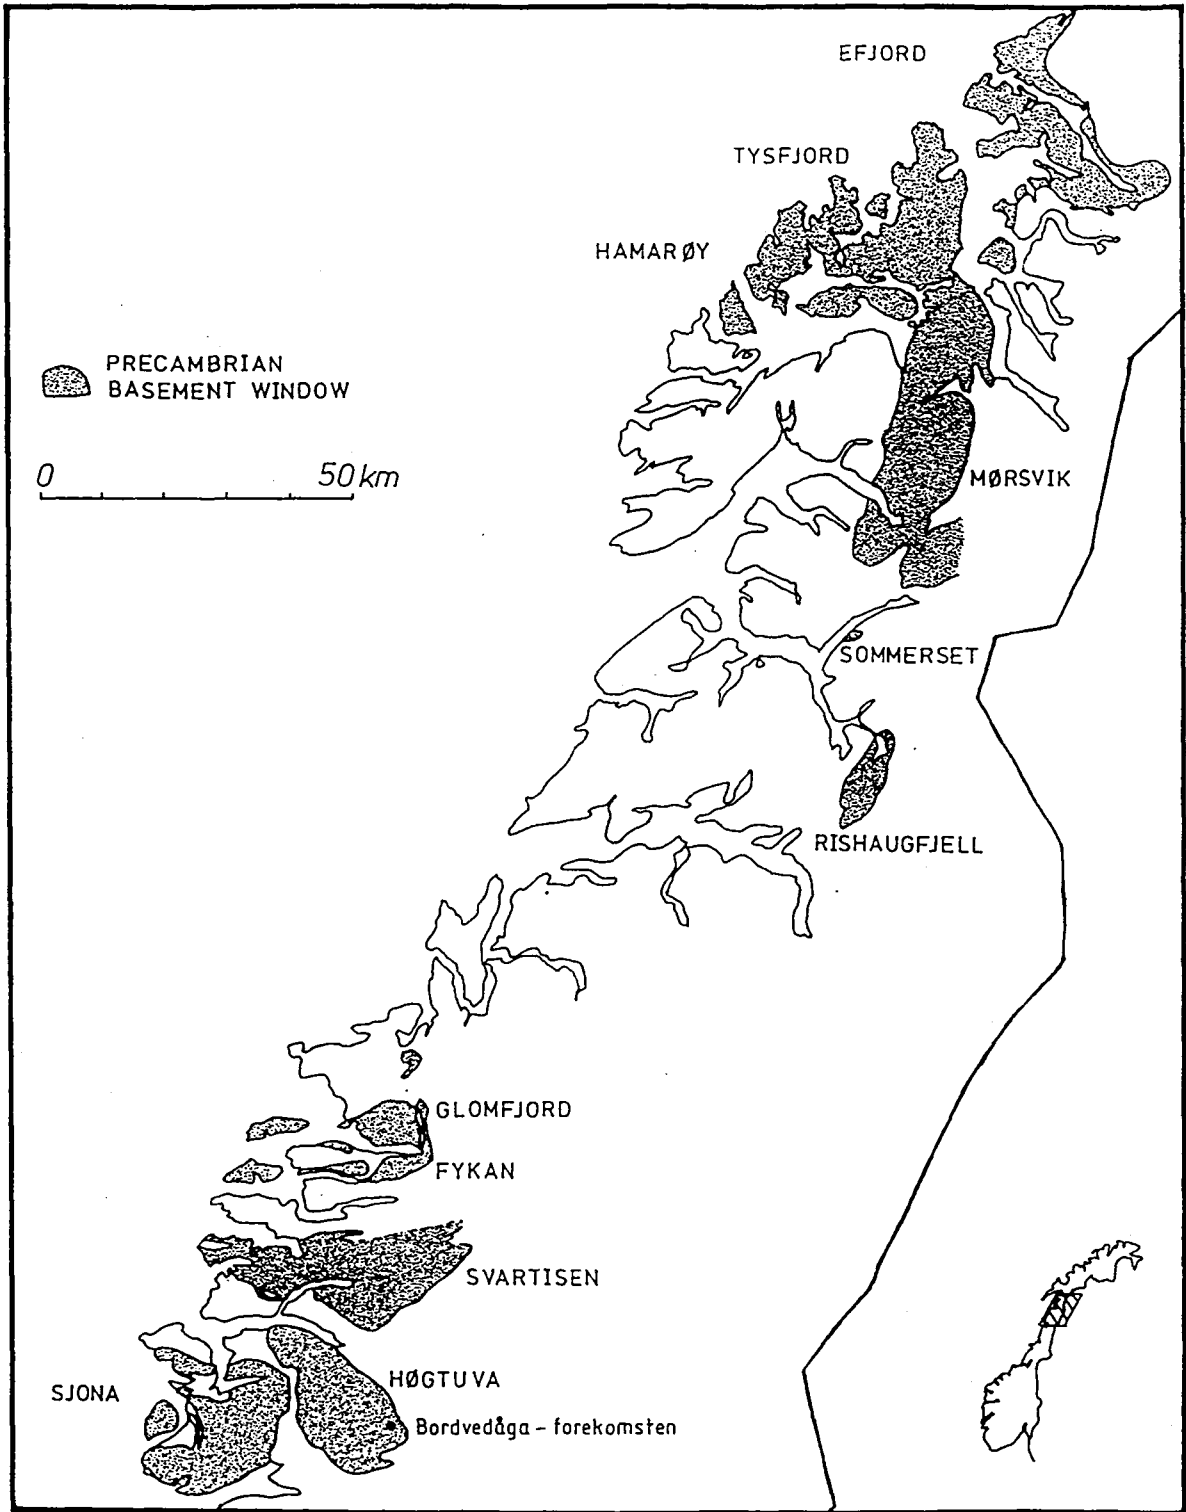 EFJORD
TYSFJORD
HAMARØY
PRECAMBRIAN
BASEMENT WINDOW
0 50 km
MØRSVIK
SOMMERSET
RISHAUGFJELL
GLOMFJORD
FYKAN
SVARTISEN
HØGTUVA
SJONA
Bordvedåga - forekomsten